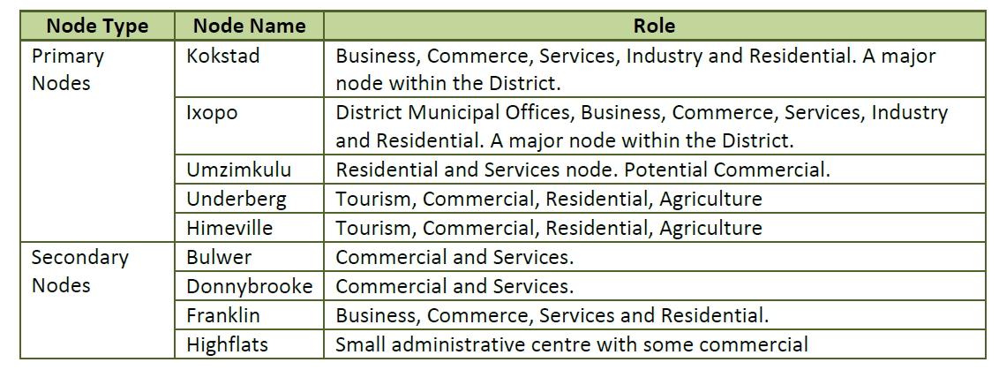 Node Type Node Name Role
Primary Nodes Kokstad Business, Commerce, Services, Industry and Residential. A major
node within the District.
Ixopo District Municipal Offices, Business, Commerce, Services, Industry
and Residential. A major node within the District.
Umzimkulu Residential and Services node. Potential Commercial.
Underberg Tourism, Commercial, Residential, Agriculture
Himeville Tourism, Commercial, Residential, Agriculture
Secondary Nodes Bulwer Commercial and Services.
Donnybrooke Commercial and Services.
Franklin Business, Commerce, Services and Residential.
Highflats Small administrative centre with some commercial